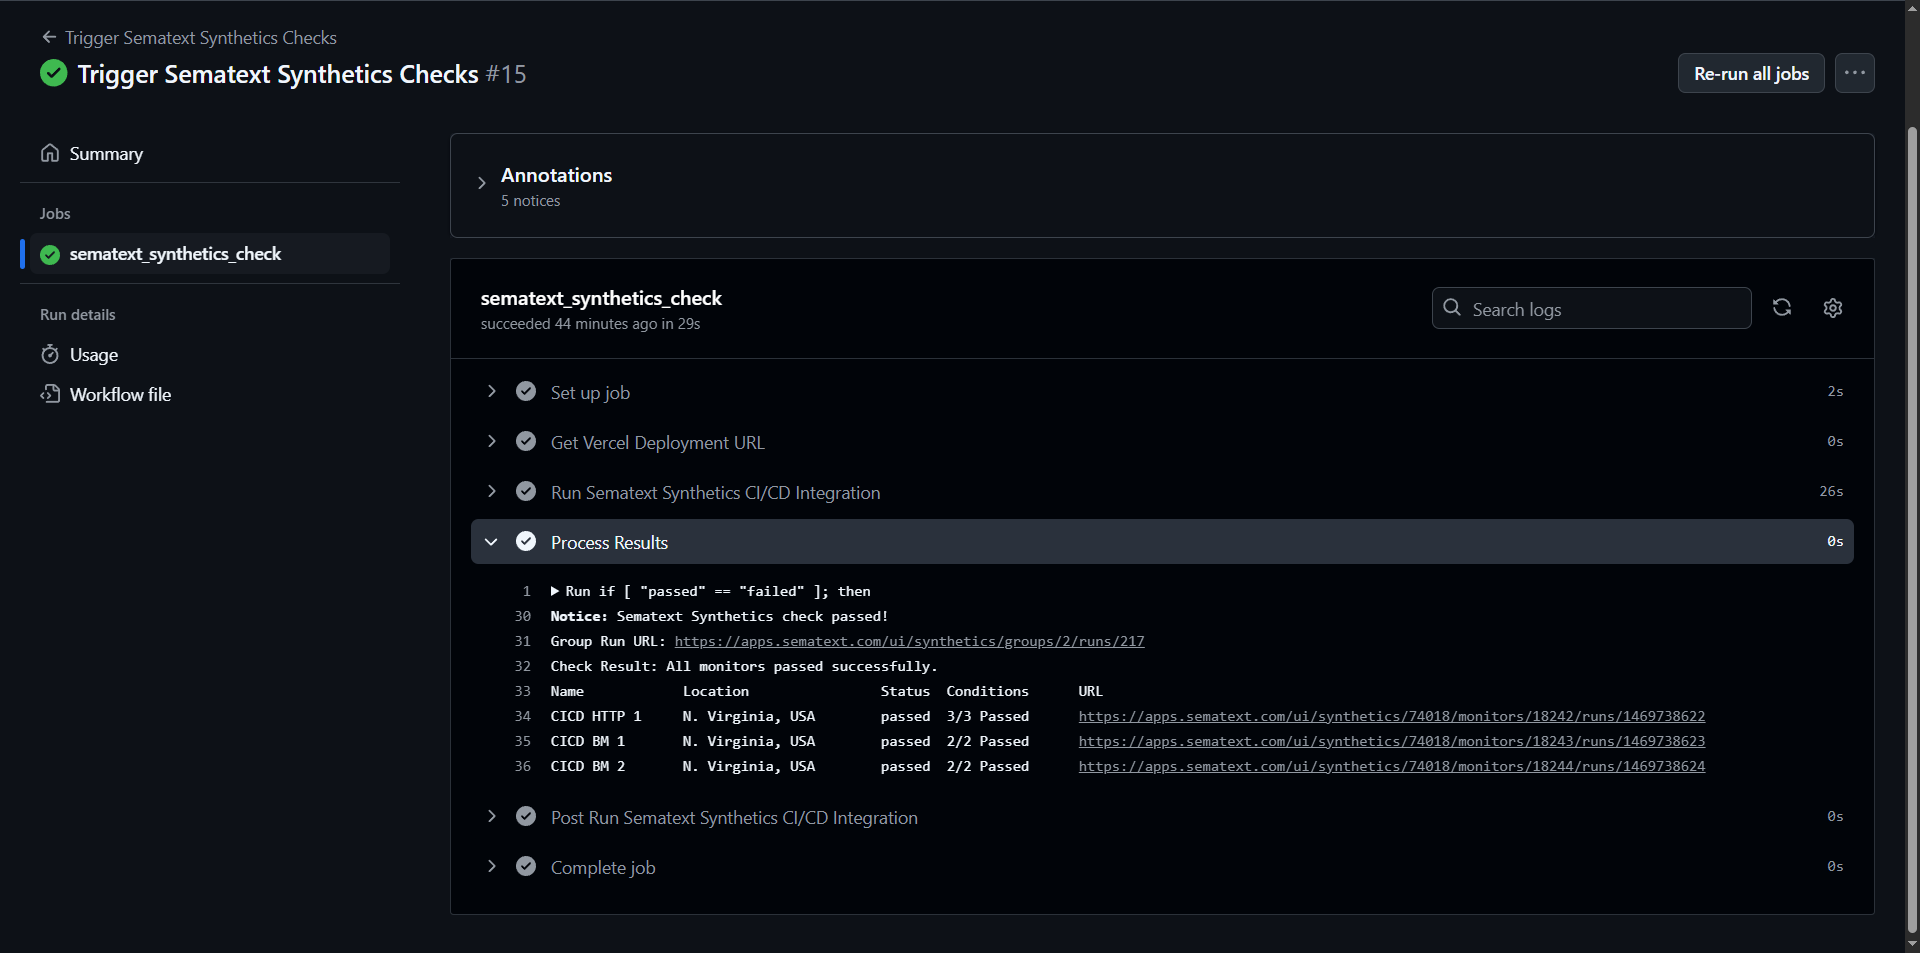 Trigger Sematext Synthetics Checks
Trigger Sematext Synthetics Checks #15
Re-run all jobs
Summary
Jobs
sematext_synthetics_check
Run details
Usage
Workflow file
Annotations
5 notices
sematext_synthetics_check
succeeded 44 minutes ago in 29s
Search logs
Set up job 2s
Get Vercel Deployment URL 0s
Run Sematext Synthetics CI/CD Integration 26s
Process Results 0s
1 Run if [ "passed" == "failed" ]; then
30 Notice: Sematext Synthetics check passed!
31 Group Run URL: https://apps.sematext.com/ui/synthetics/groups/2/runs/217
32 Check Result: All monitors passed successfully.
33 Name Location Status Conditions URL
34 CICD HTTP 1 N. Virginia, USA passed 3/3 Passed https://apps.sematext.com/ui/synthetics/74018/monitors/18242/runs/1469738622
35 CICD BM 1 N. Virginia, USA passed 2/2 Passed https://apps.sematext.com/ui/synthetics/74018/monitors/18243/runs/1469738623
36 CICD BM 2 N. Virginia, USA passed 2/2 Passed https://apps.sematext.com/ui/synthetics/74018/monitors/18244/runs/1469738624
Post Run Sematext Synthetics CI/CD Integration 0s
Complete job 0s